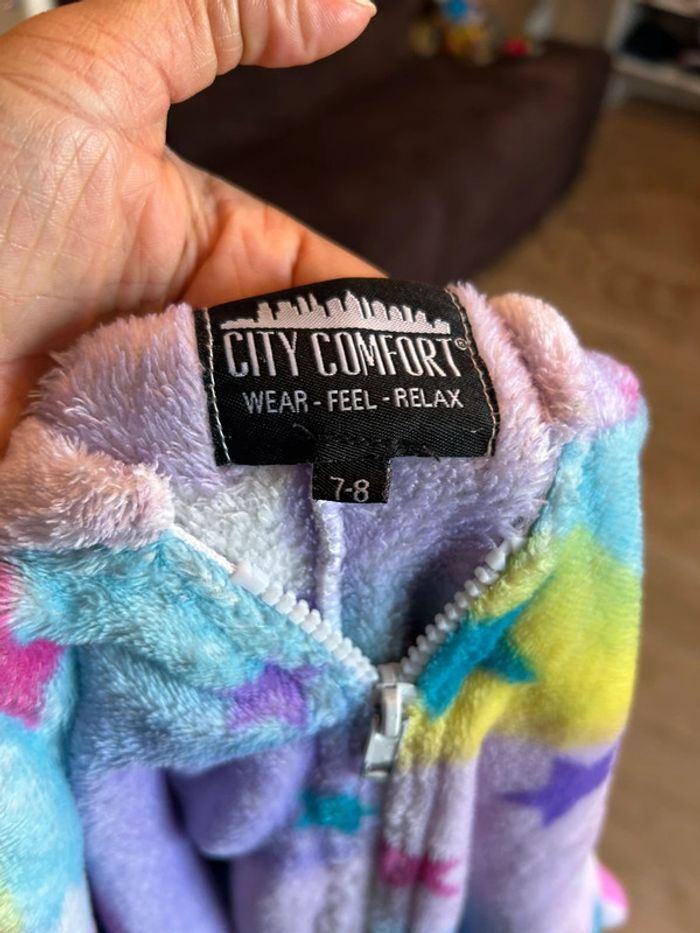 CITY COMFORT®
WEAR - FEEL - RELAX
7-8